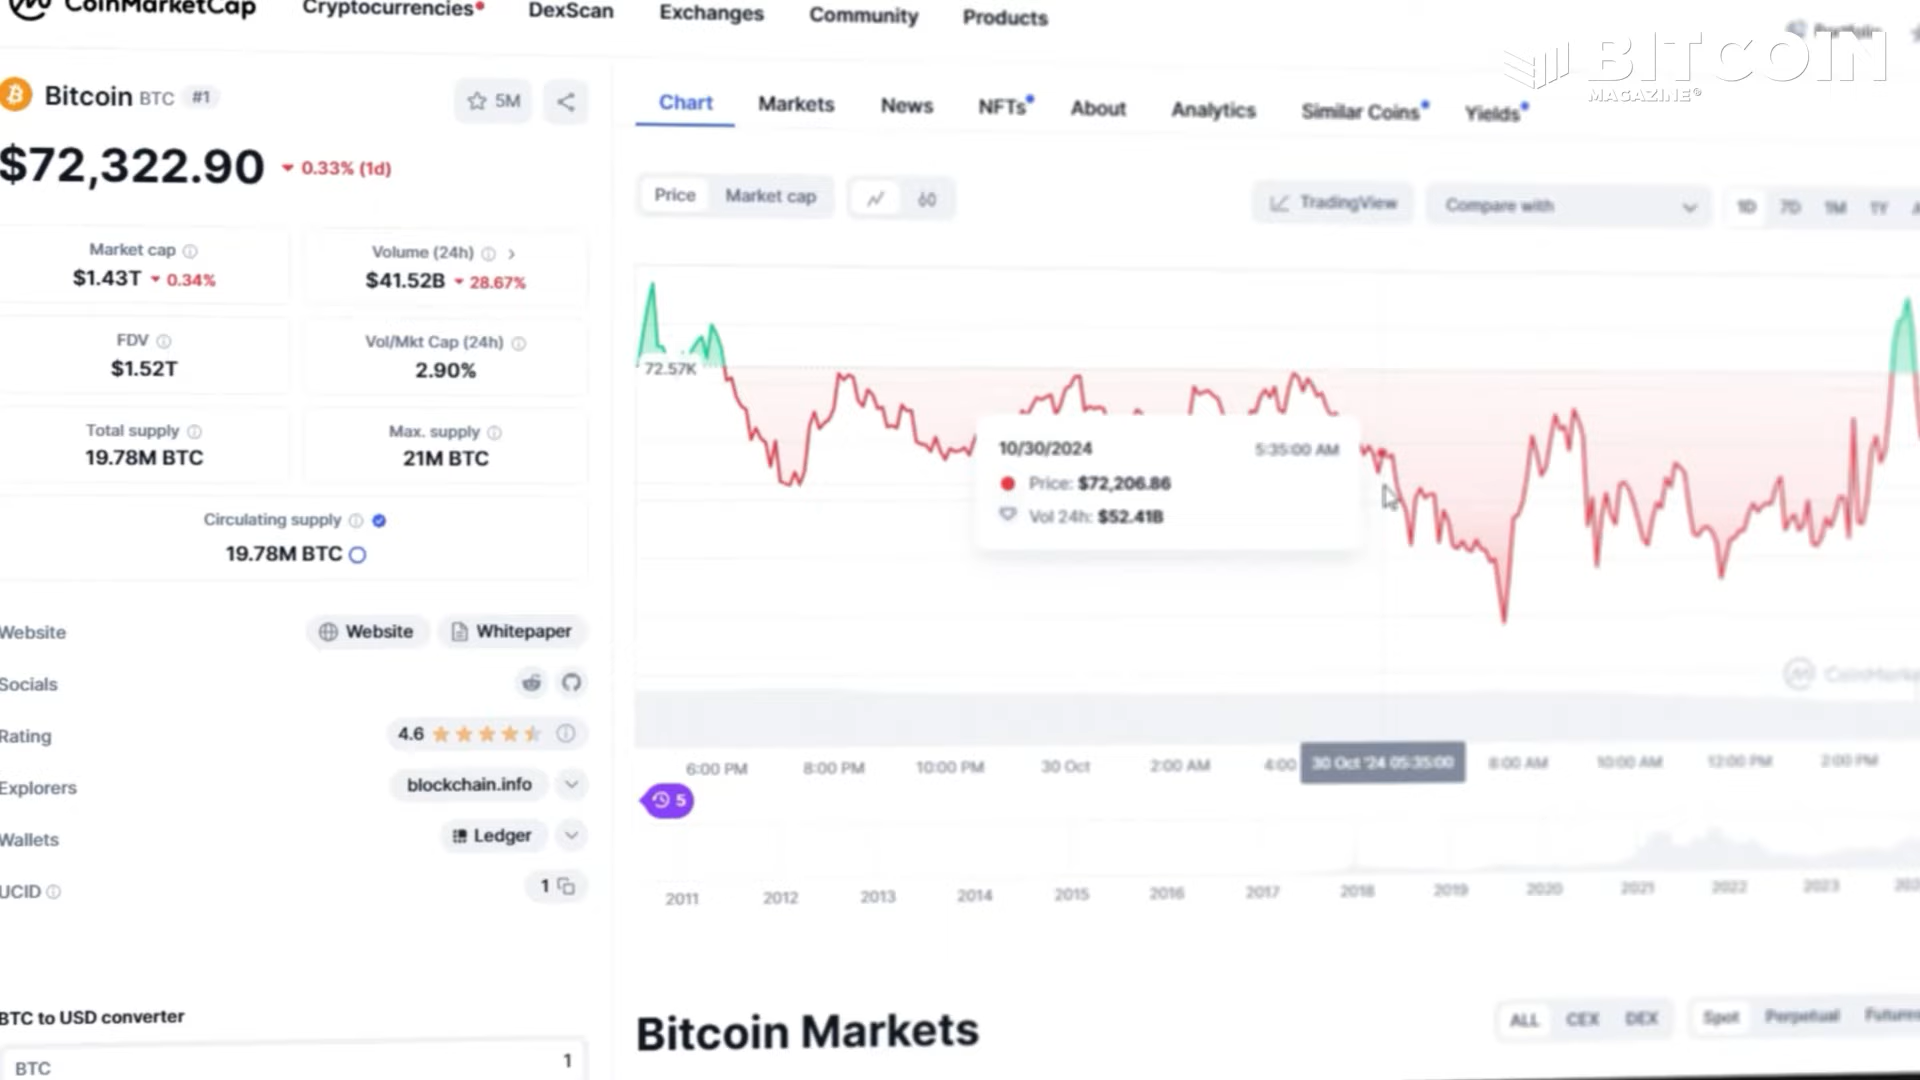 CoinMarketCap Cryptocurrencies DexScan Exchanges Community Products
BITCOIN
MAGAZINE®
Bitcoin BTC #1 5M
$72,322.90 0.33% (1d)
Market cap
$1.43T 0.34%
Volume (24h)
$41.52B 28.67%
FDV
$1.52T
Vol/Mkt Cap (24h)
2.90%
Total supply
19.78M BTC
Max. supply
21M BTC
Circulating supply
19.78M BTC
Website Website Whitepaper
Socials
Rating 4.6
Explorers blockchain.info
Wallets Ledger
UCID 1
BTC to USD converter
BTC 1
Chart Markets News NFTs About Analytics Similar Coins Yields
Price Market cap TradingView Compare with 1D 7D 1M 1Y
72.57K
10/30/2024 5:35:00 AM
Price: $72,206.86
Vol 24h: $52.41B
6:00 PM 8:00 PM 10:00 PM 30 Oct 2:00 AM 4:00 30 Oct '24 05:35:00 8:00 AM 10:00 AM 12:00 PM 2:00 PM
5
2011 2012 2013 2014 2015 2016 2017 2018 2019 2020 2021 2022 2023
Bitcoin Markets ALL CEX DEX Spot Perpetual Futures